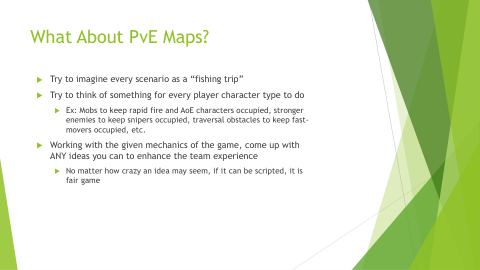 What About PvE Maps?
Try to imagine every scenario as a “fishing trip”
Try to think of something for every player character type to do
Ex: Mobs to keep rapid fire and AoE characters occupied, stronger
enemies to keep snipers occupied, traversal obstacles to keep fast-
movers occupied, etc.
Working with the given mechanics of the game, come up with
ANY ideas you can to enhance the team experience
No matter how crazy an idea may seem, if it can be scripted, it is
fair game